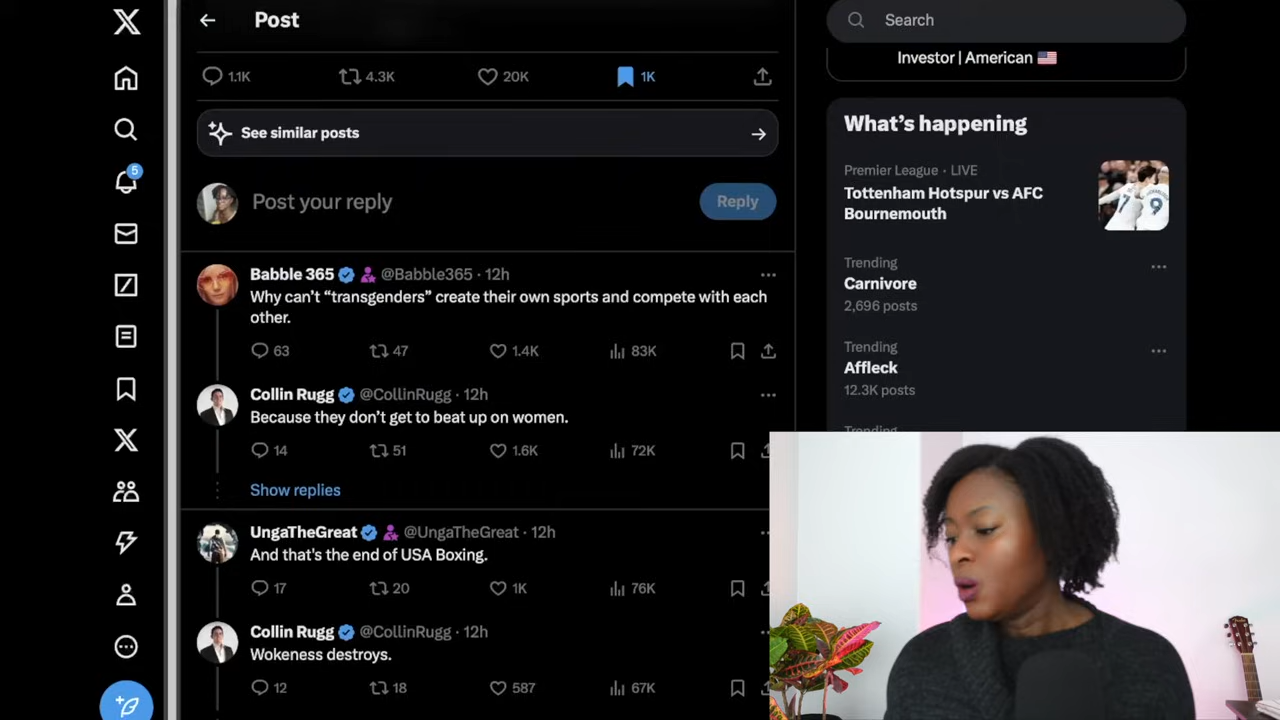 Post
Search
Investor | American 🇺🇸
1.1K 4.3K 20K 1K
See similar posts
Post your reply
Reply
5
Babble 365 @Babble365 · 12h
Why can't “transgenders” create their own sports and compete with each
other.
63 47 1.4K 83K
Collin Rugg @CollinRugg · 12h
Because they don't get to beat up on women.
14 51 1.6K 72K
Show replies
UngaTheGreat @UngaTheGreat · 12h
And that's the end of USA Boxing.
17 20 1K 76K
Collin Rugg @CollinRugg · 12h
Wokeness destroys.
12 18 587 67K
What's happening
Premier League · LIVE
Tottenham Hotspur vs AFC
Bournemouth
7 9
Trending
Carnivore
2,696 posts
Trending
Affleck
12.3K posts
Trending
Fender